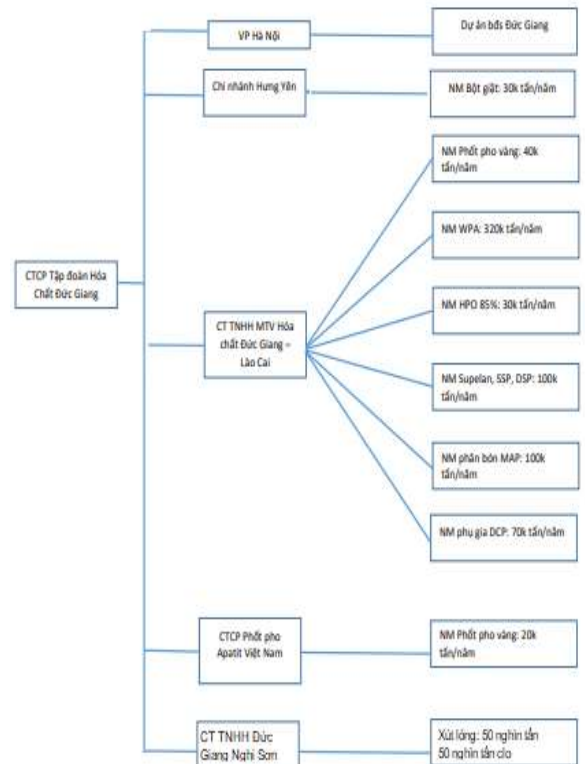 VP Hà Nội
Dự án bđs Đức Giang
Chi nhánh Hưng Yên
NM Bột giặt: 30k tấn/năm
NM Phốt pho vàng: 40k
tấn/năm
NM WPA: 320k tấn/năm
CTCP Tập đoàn Hóa
Chất Đức Giang
CT TNHH MTV Hóa
chất Đức Giang –
Lào Cai
NM HPO 85%: 30k tấn/năm
NM Supelan, SSP, DSP: 100k
tấn/năm
NM phân bón MAP: 100k
tấn/năm
NM phụ gia DCP: 70k tấn/năm
CTCP Phốt pho
Apatit Việt Nam
NM Phốt pho vàng: 20k
tấn/năm
CT TNHH Đức
Giang Nghi Sơn
Xút lỏng: 50 nghìn tấn
50 nghìn tấn clo